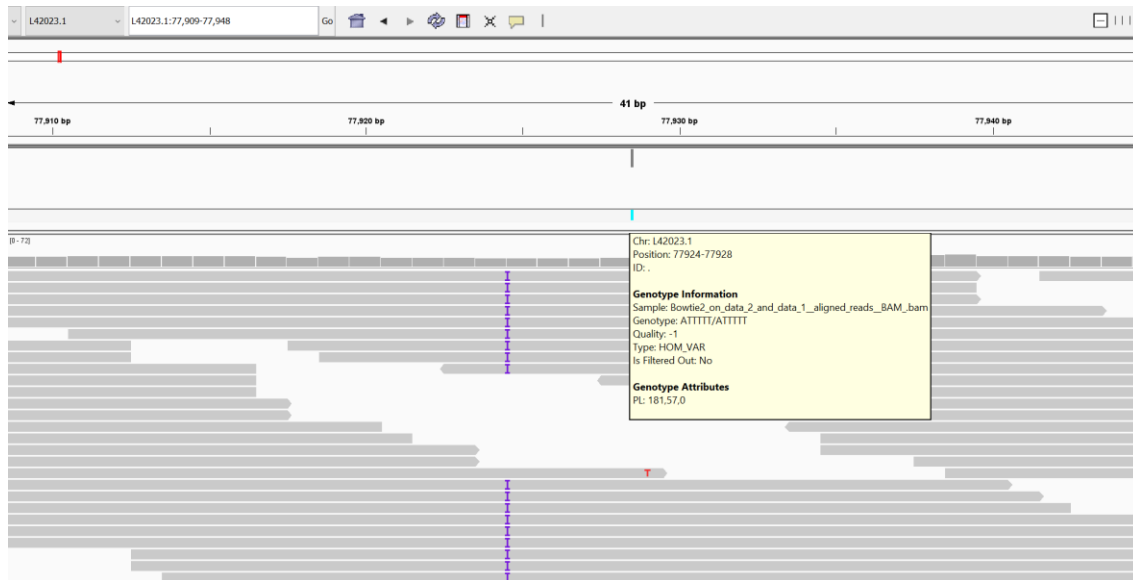 L42023.1 L42023.1:77,909-77,948 Go
41 bp
77,910 bp 77,920 bp 77,930 bp 77,940 bp
[0 - 72]
Chr: L42023.1
Position: 77924-77928
ID: .
Genotype Information
Sample: Bowtie2_on_data_2_and_data_1__aligned_reads__BAM_.bam
Genotype: ATTTTT/ATTTTT
Quality: -1
Type: HOM_VAR
Is Filtered Out: No
Genotype Attributes
PL: 181,57,0
I
I
I
I
I
I
I
I
I
T
I
I
I
I
I
I
I
I
I